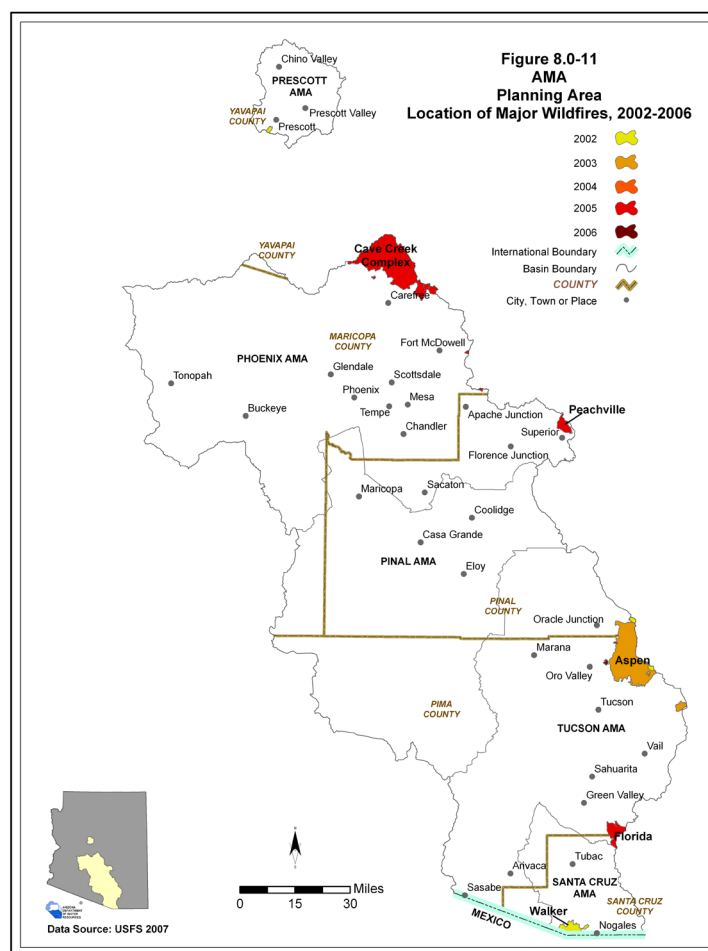 Figure 8.0-11
AMA
Planning Area
Location of Major Wildfires, 2002-2006
2002
2003
2004
2005
2006
International Boundary
Basin Boundary
COUNTY
City, Town or Place
Chino Valley
PRESCOTT
AMA
Prescott Valley
YAVAPAI
COUNTY
Prescott
YAVAPAI
COUNTY
Cave Creek
Complex
Carefree
MARICOPA
COUNTY
Fort McDowell
PHOENIX AMA
Glendale
Scottsdale
Tonopah
Phoenix
Mesa
Tempe
Buckeye
Chandler
Apache Junction
Peachville
Superior
Florence Junction
Maricopa
Sacaton
Coolidge
Casa Grande
PINAL AMA
Eloy
PINAL
COUNTY
Oracle Junction
Marana
Aspen
Oro Valley
PIMA
COUNTY
Tucson
TUCSON AMA
Vail
Sahuarita
Green Valley
Florida
Tubac
Arivaca
SANTA CRUZ
AMA
Sasabe
SANTA CRUZ
COUNTY
Walker
MEXICO
Nogales
0 15 30 Miles
ARIZONA
DEPARTMENT
OF WATER
RESOURCES
Data Source: USFS 2007